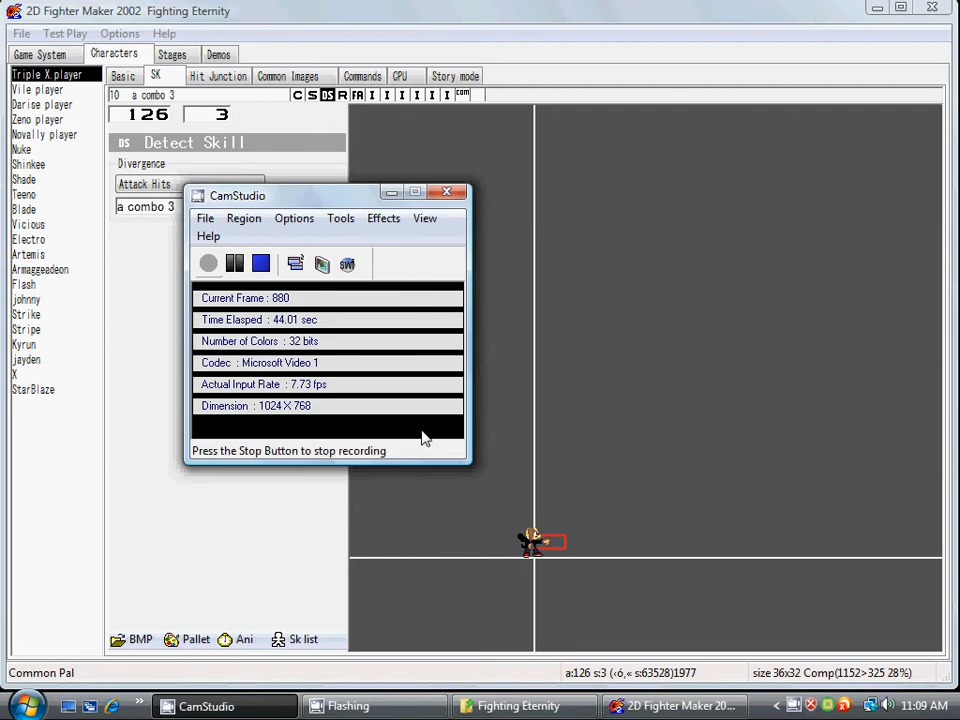 2D Fighter Maker 2002  Fighting Eternity
File Test Play Options Help
Game System Characters Stages Demos
Basic SK Hit Junction Common Images Commands CPU Story mode
Triple X.player
Vile player
Darise player
Zeno player
Novally player
Nuke
Shinkee
Shade
Teeno
Blade
Vicious
Electro
Artemis
Armaggeadon
Flash
johnny
Strike
Stripe
Kyrun
jayden
X
StarBlaze
10 a combo 3
C S DS R FA I I I I I I com
126 3
DS Detect Skill
Divergence
Attack Hits
a combo 3
CamStudio
File Region Options Tools Effects View
Help
SWF
Current Frame : 880
Time Elasped : 44.01 sec
Number of Colors : 32 bits
Codec : Microsoft Video 1
Actual Input Rate : 7.73 fps
Dimension : 1024 X 768
Press the Stop Button to stop recording
BMP Pallet Ani Sk list
Common Pal
a:126 s:3 (‹ó‚« s:63528)1977
size 36x32 Comp(1152>325 28%)
» CamStudio Flashing Fighting Eternity 2D Fighter Maker 20... < 11:09 AM